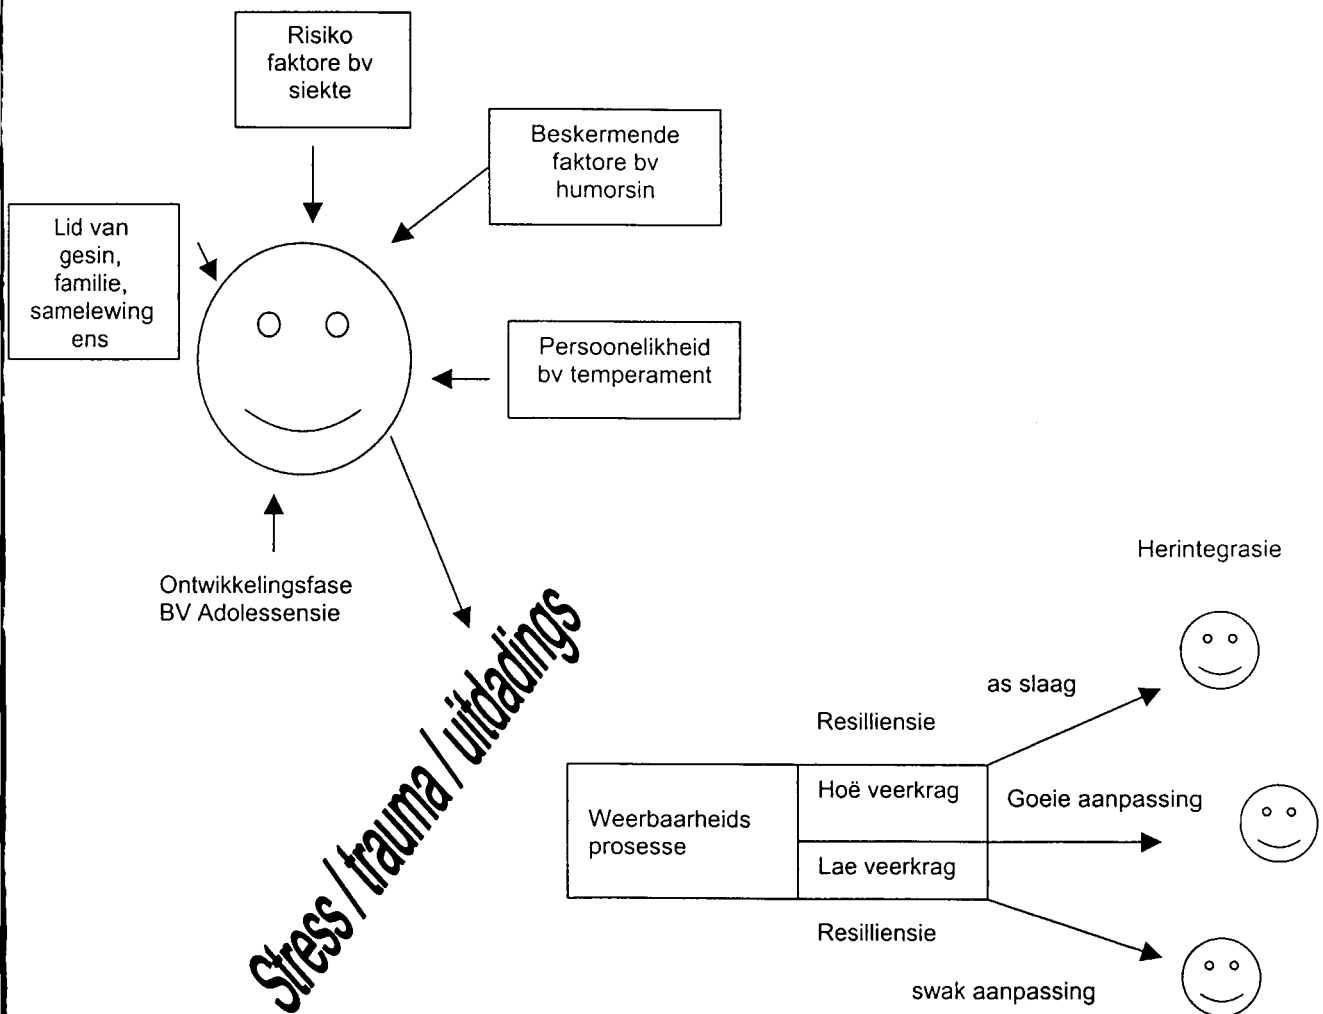 Risiko
faktore bv
siekte
Beskermende
faktore bv
humorsin
Lid van
gesin,
familie,
samelewing
ens
Persoonelikheid
bv temperament
Ontwikkelingsfase
BV Adolessensie
Stress / trauma / uitdadings
Herintegrasie
as slaag
Resilliensie
Weerbaarheids
prosesse
Hoë veerkrag
Goeie aanpassing
Lae veerkrag
Resilliensie
swak aanpassing